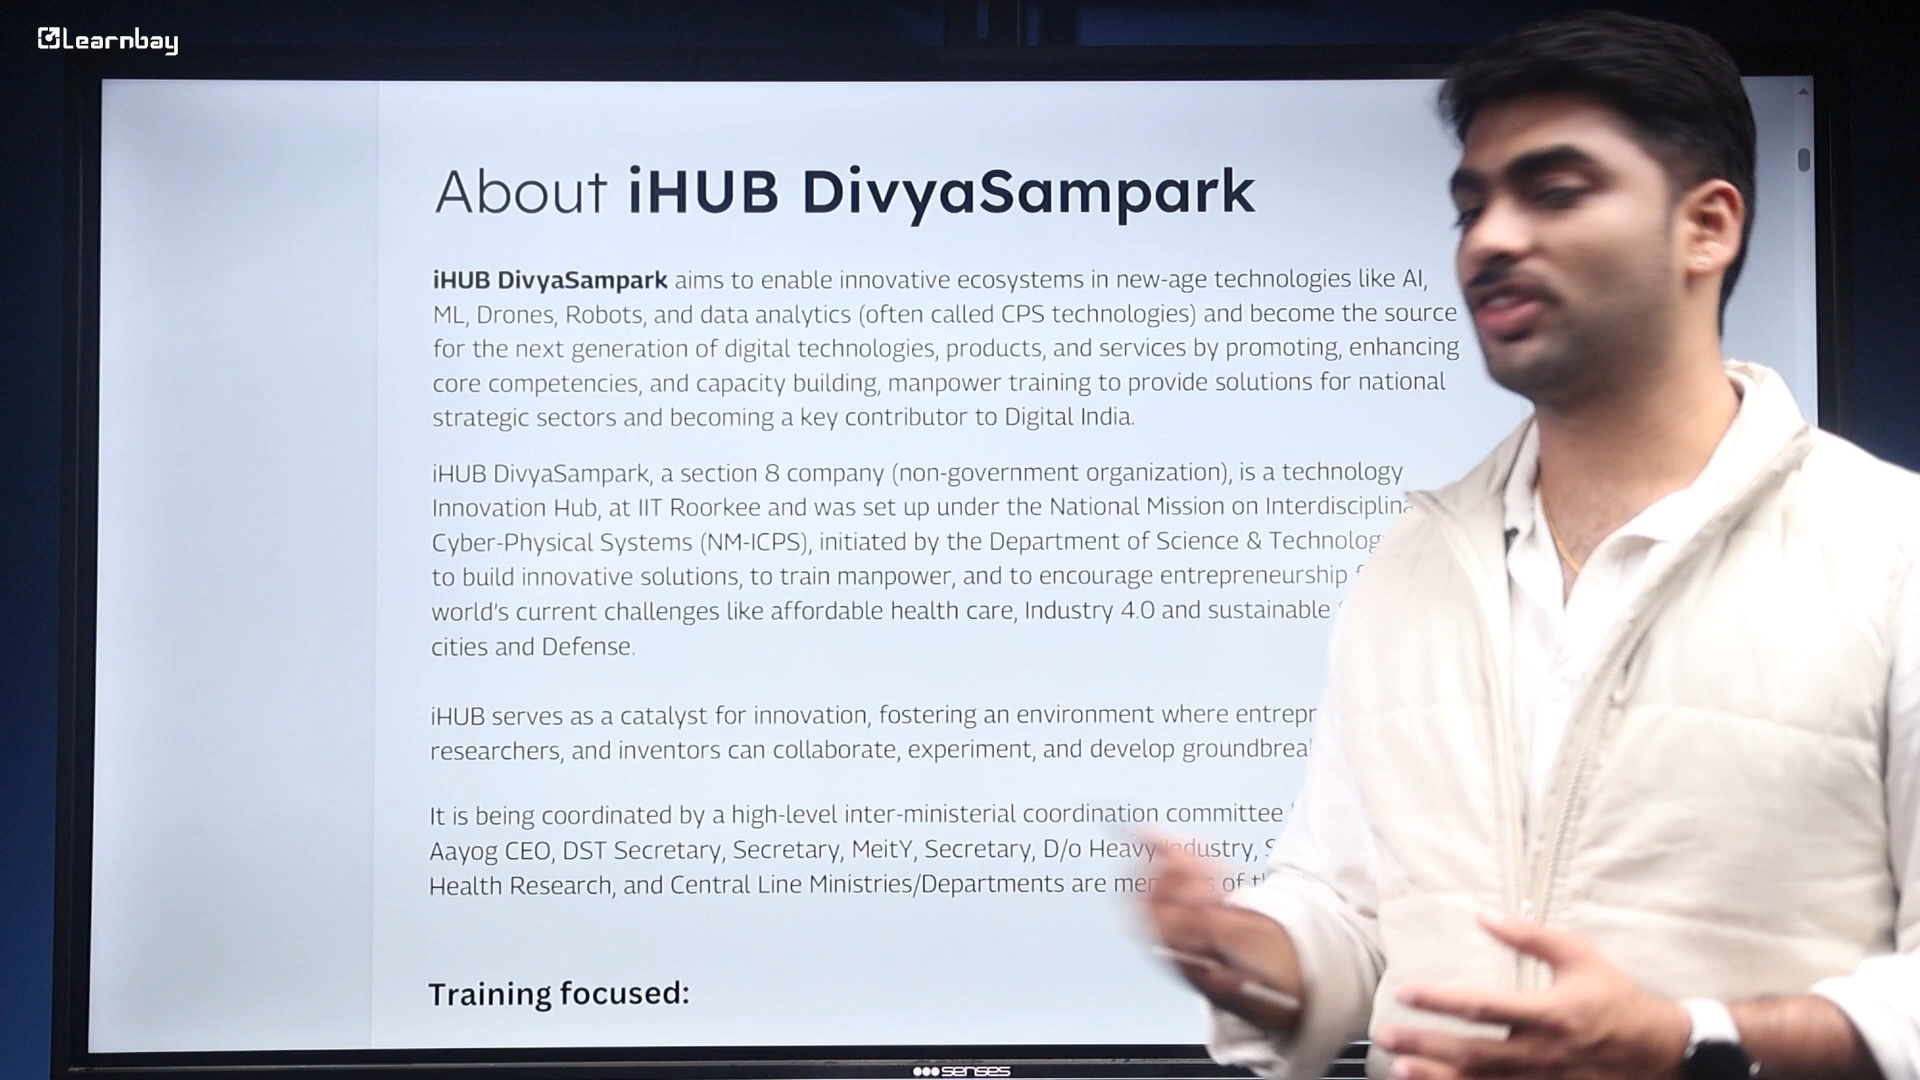 Learnbay
About iHUB DivyaSampark
iHUB DivyaSampark aims to enable innovative ecosystems in new-age technologies like AI,
ML, Drones, Robots, and data analytics (often called CPS technologies) and become the source
for the next generation of digital technologies, products, and services by promoting, enhancing
core competencies, and capacity building, manpower training to provide solutions for national
strategic sectors and becoming a key contributor to Digital India.
iHUB DivyaSampark, a section 8 company (non-government organization), is a technology
Innovation Hub, at IIT Roorkee and was set up under the National Mission on
Cyber-Physical Systems (NM-ICPS), initiated by the Department of Science &
to build innovative solutions, to train manpower, and to encourage entrepreneurship
world's current challenges like affordable health care, Industry 4.0 and sustainable
cities and Defense.
iHUB serves as a catalyst for innovation, fostering an environment where
researchers, and inventors can collaborate, experiment, and develop
It is being coordinated by a high-level inter-ministerial coordination committee
Aayog CEO, DST Secretary, Secretary, MeitY, Secretary, D/o Heavy Industry,
Health Research, and Central Line Ministries/Departments are of
Training focused:
senses